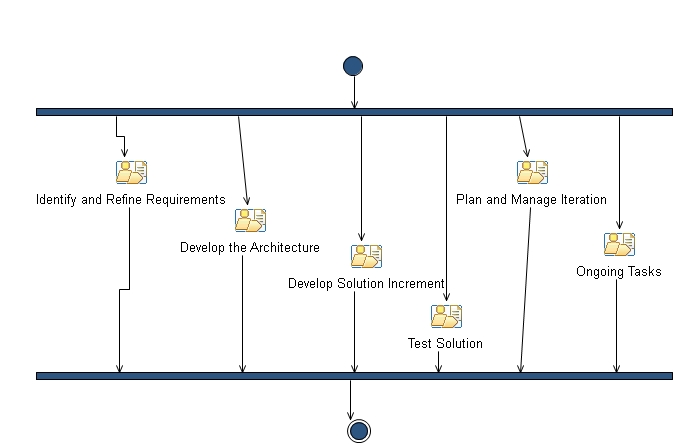 Identify and Refine Requirements
Plan and Manage Iteration
Develop the Architecture
Ongoing Tasks
Develop Solution Increment
Test Solution